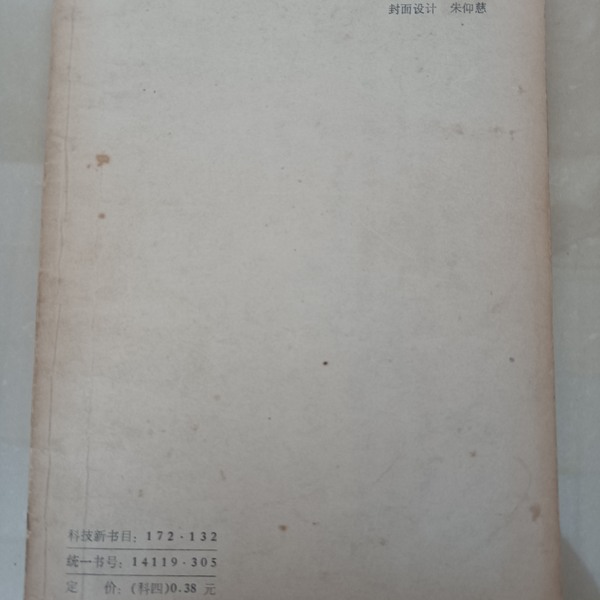 封面设计 朱仰慈
科技新书目：172·132
统一书号：14119·305
定 价：(科四)0.38 元